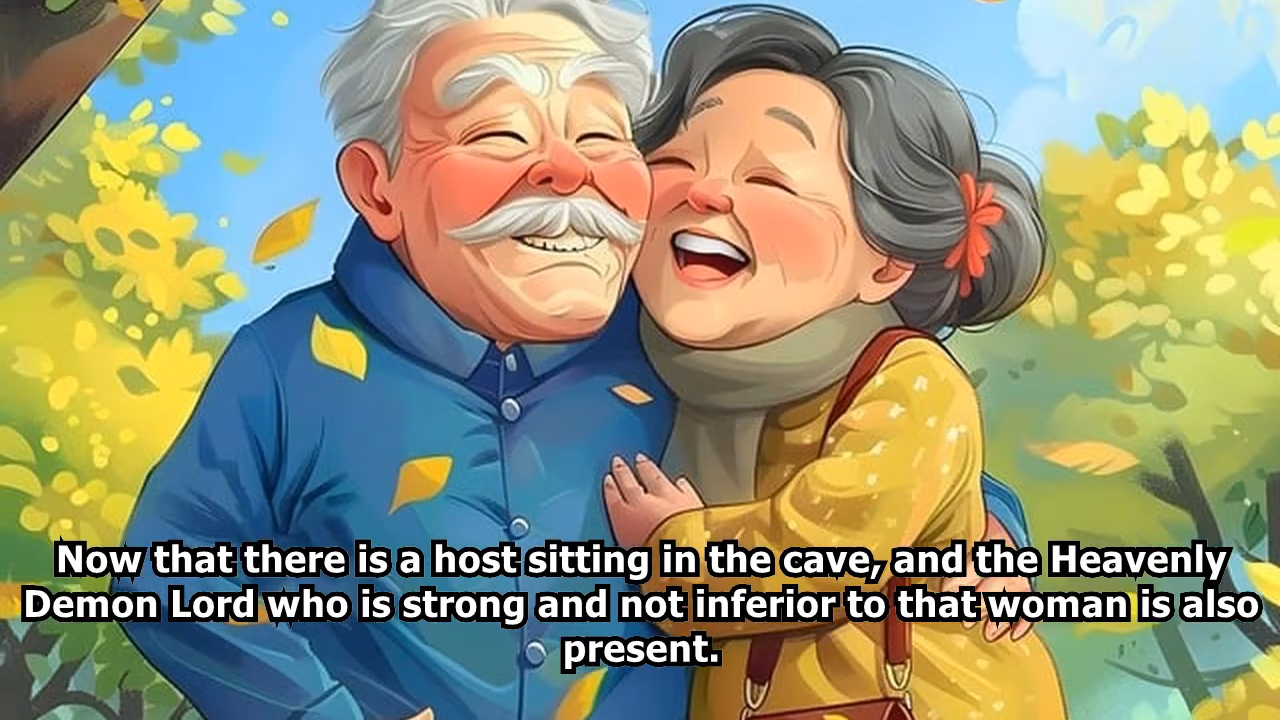 Now that there is a host sitting in the cave, and the Heavenly
Demon Lord who is strong and not inferior to that woman is also
present.